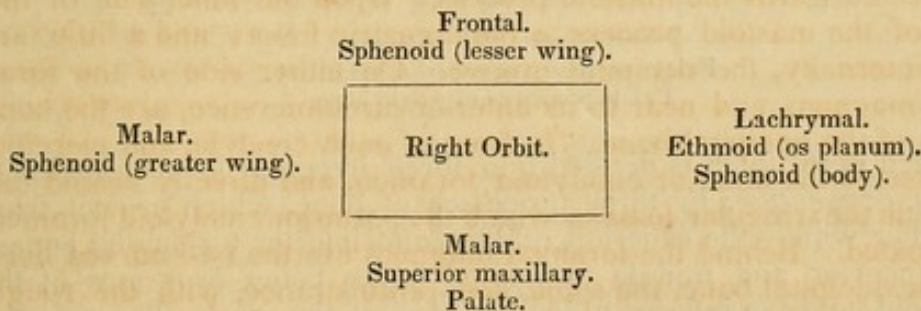 Frontal.
Sphenoid (lesser wing).
Malar.
Sphenoid (greater wing).
Right Orbit.
Lachrymal.
Ethmoid (os planum).
Sphenoid (body).
Malar.
Superior maxillary.
Palate.